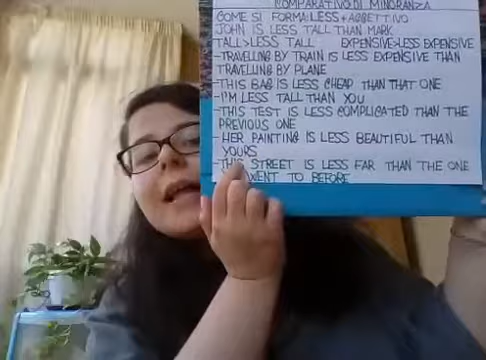 COMPARATIVO DI MINORANZA
COME SI FORMA: LESS + AGGETTIVO
JOHN IS LESS TALL THAN MARK
TALL>LESS TALL EXPENSIVE>LESS EXPENSIVE
-TRAVELLING BY TRAIN IS LESS EXPENSIVE THAN
TRAVELLING BY PLANE
-THIS BAG IS LESS CHEAP THAN THAT ONE
-I'M LESS TALL THAN YOU
-THIS TEST IS LESS COMPLICATED THAN THE
PREVIOUS ONE
-HER PAINTING IS LESS BEAUTIFUL THAN
YOURS
-THIS STREET IS LESS FAR THAN THE ONE
WENT TO BEFORE